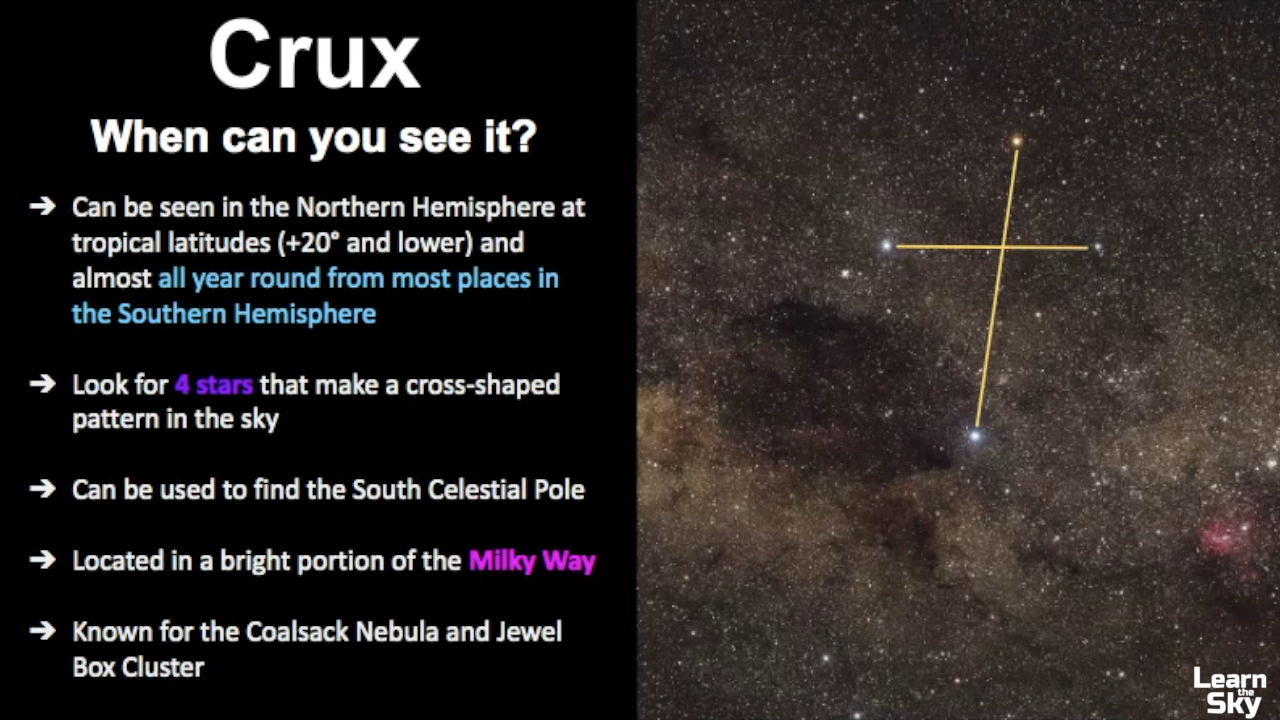 Crux
When can you see it?
➔ Can be seen in the Northern Hemisphere at
tropical latitudes (+20° and lower) and
almost all year round from most places in
the Southern Hemisphere
➔ Look for 4 stars that make a cross-shaped
pattern in the sky
➔ Can be used to find the South Celestial Pole
➔ Located in a bright portion of the Milky Way
➔ Known for the Coalsack Nebula and Jewel
Box Cluster
Learn
the
Sky